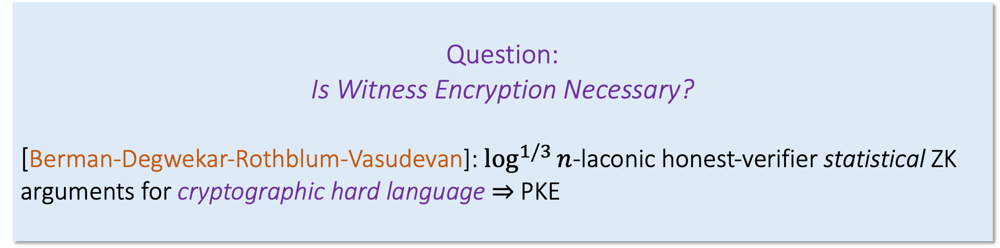 Question:
Is Witness Encryption Necessary?
[Berman-Degwekar-Rothblum-Vasudevan]: log^{1/3} n-laconic honest-verifier statistical ZK
arguments for cryptographic hard language ⇒ PKE